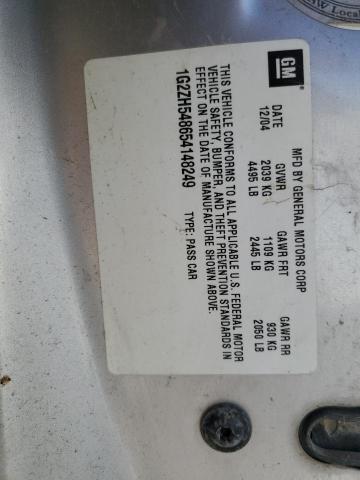 GM
MFD BY GENERAL MOTORS CORP
DATE GVWR GAWR FRT GAWR RR
12/04 2039 KG 1109 KG 930 KG
4495 LB 2445 LB 2050 LB
THIS VEHICLE CONFORMS TO ALL APPLICABLE U.S. FEDERAL MOTOR
VEHICLE SAFETY, BUMPER, AND THEFT PREVENTION STANDARDS IN
EFFECT ON THE DATE OF MANUFACTURE SHOWN ABOVE.
1G2ZH548654148249 TYPE: PASS CAR